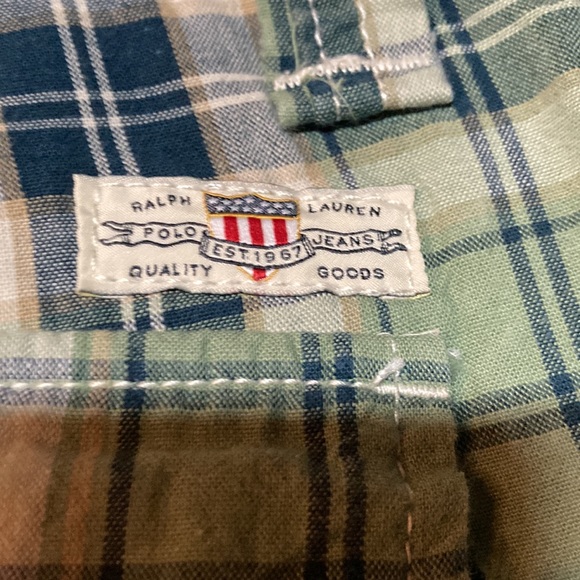 RALPH LAUREN
POLO JEANS
EST. 1967
QUALITY GOODS